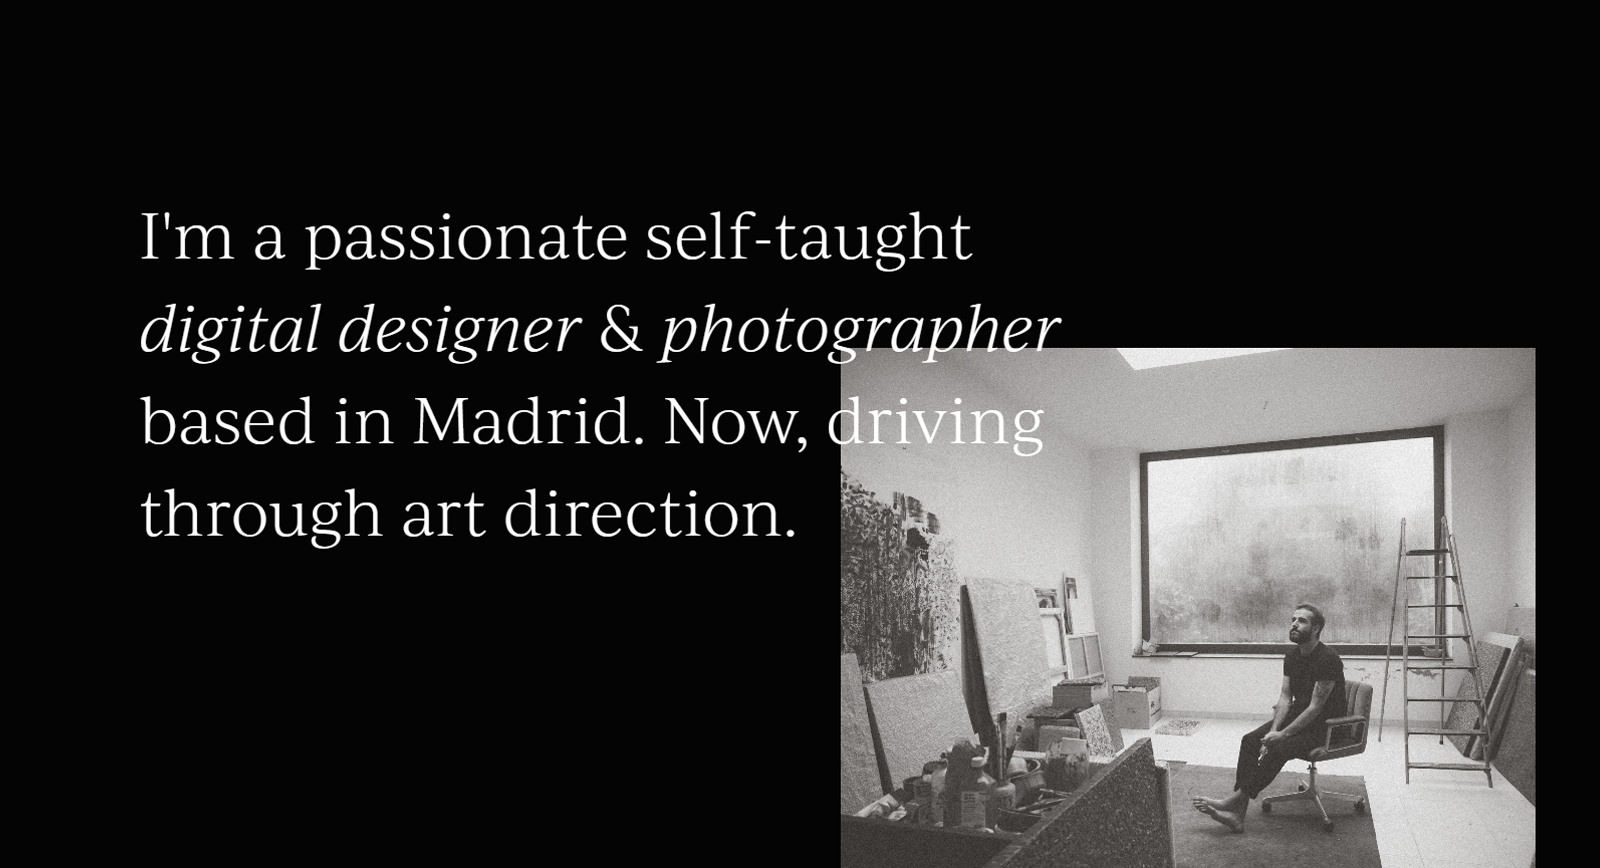 I'm a passionate self-taught
digital designer & photographer
based in Madrid. Now, driving
through art direction.